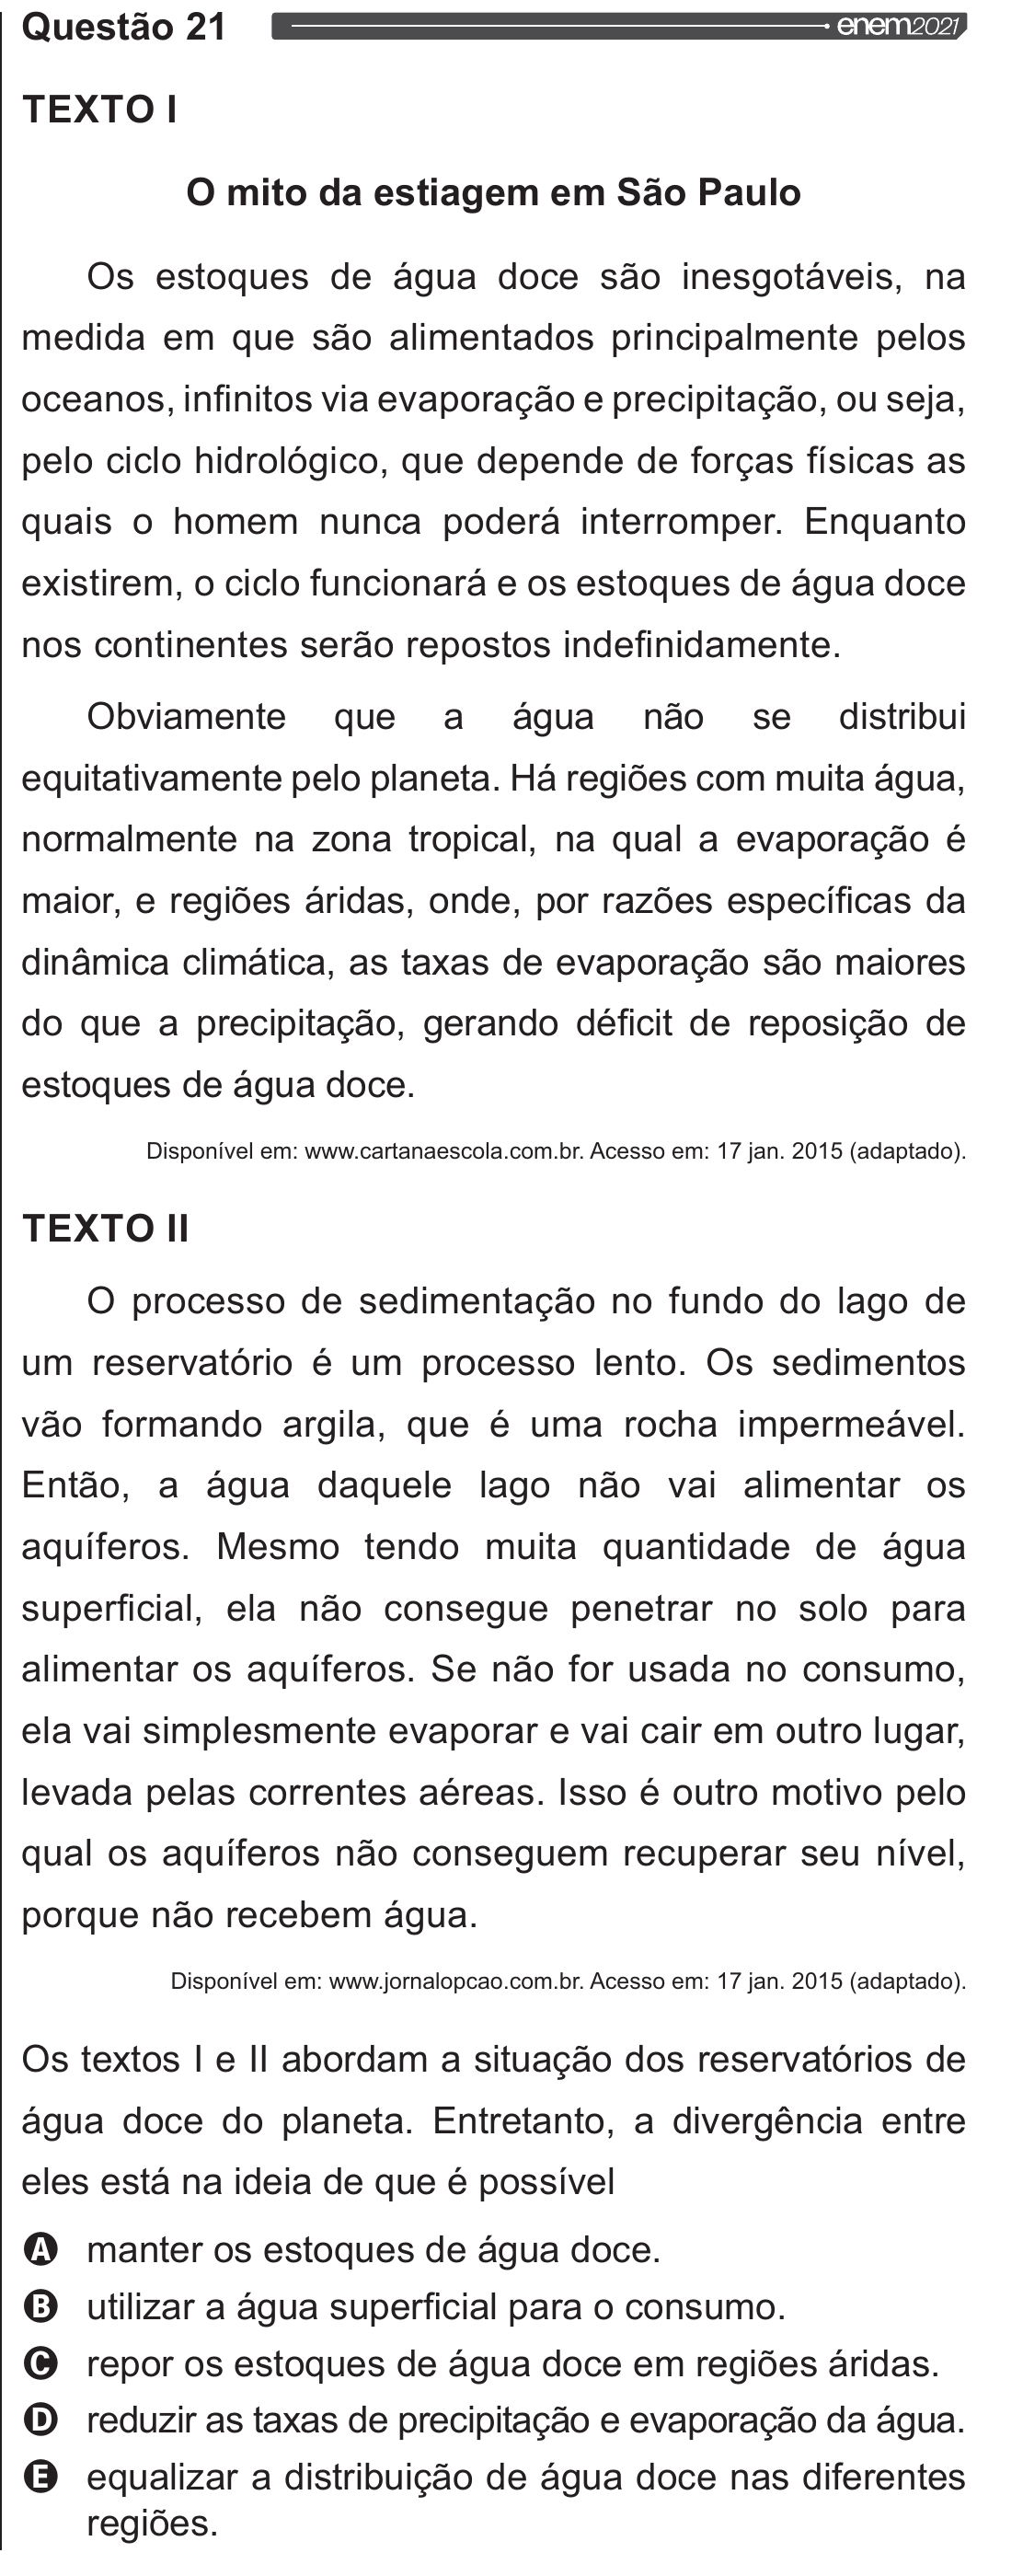 Questão 21 enem2021
TEXTO I
O mito da estiagem em São Paulo
Os estoques de água doce são inesgotáveis, na
medida em que são alimentados principalmente pelos
oceanos, infinitos via evaporação e precipitação, ou seja,
pelo ciclo hidrológico, que depende de forças físicas as
quais o homem nunca poderá interromper. Enquanto
existirem, o ciclo funcionará e os estoques de água doce
nos continentes serão repostos indefinidamente.
Obviamente que a água não se distribui
equitativamente pelo planeta. Há regiões com muita água,
normalmente na zona tropical, na qual a evaporação é
maior, e regiões áridas, onde, por razões específicas da
dinâmica climática, as taxas de evaporação são maiores
do que a precipitação, gerando déficit de reposição de
estoques de água doce.
Disponível em: www.cartanaescola.com.br. Acesso em: 17 jan. 2015 (adaptado).
TEXTO II
O processo de sedimentação no fundo do lago de
um reservatório é um processo lento. Os sedimentos
vão formando argila, que é uma rocha impermeável.
Então, a água daquele lago não vai alimentar os
aquíferos. Mesmo tendo muita quantidade de água
superficial, ela não consegue penetrar no solo para
alimentar os aquíferos. Se não for usada no consumo,
ela vai simplesmente evaporar e vai cair em outro lugar,
levada pelas correntes aéreas. Isso é outro motivo pelo
qual os aquíferos não conseguem recuperar seu nível,
porque não recebem água.
Disponível em: www.jornalopcao.com.br. Acesso em: 17 jan. 2015 (adaptado).
Os textos I e II abordam a situação dos reservatórios de
água doce do planeta. Entretanto, a divergência entre
eles está na ideia de que é possível
A manter os estoques de água doce.
B utilizar a água superficial para o consumo.
C repor os estoques de água doce em regiões áridas.
D reduzir as taxas de precipitação e evaporação da água.
E equalizar a distribuição de água doce nas diferentes
regiões.